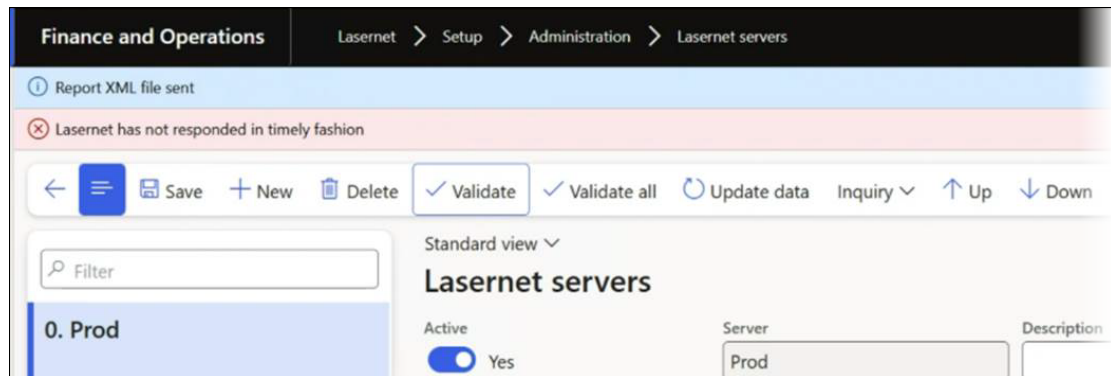 Finance and Operations Lasernet > Setup > Administration > Lasernet servers
Report XML file sent
Lasernet has not responded in timely fashion
Save New Delete Validate Validate all Update data Inquiry Up Down
Filter
0. Prod
Standard view
Lasernet servers
Active Server Description
Yes Prod